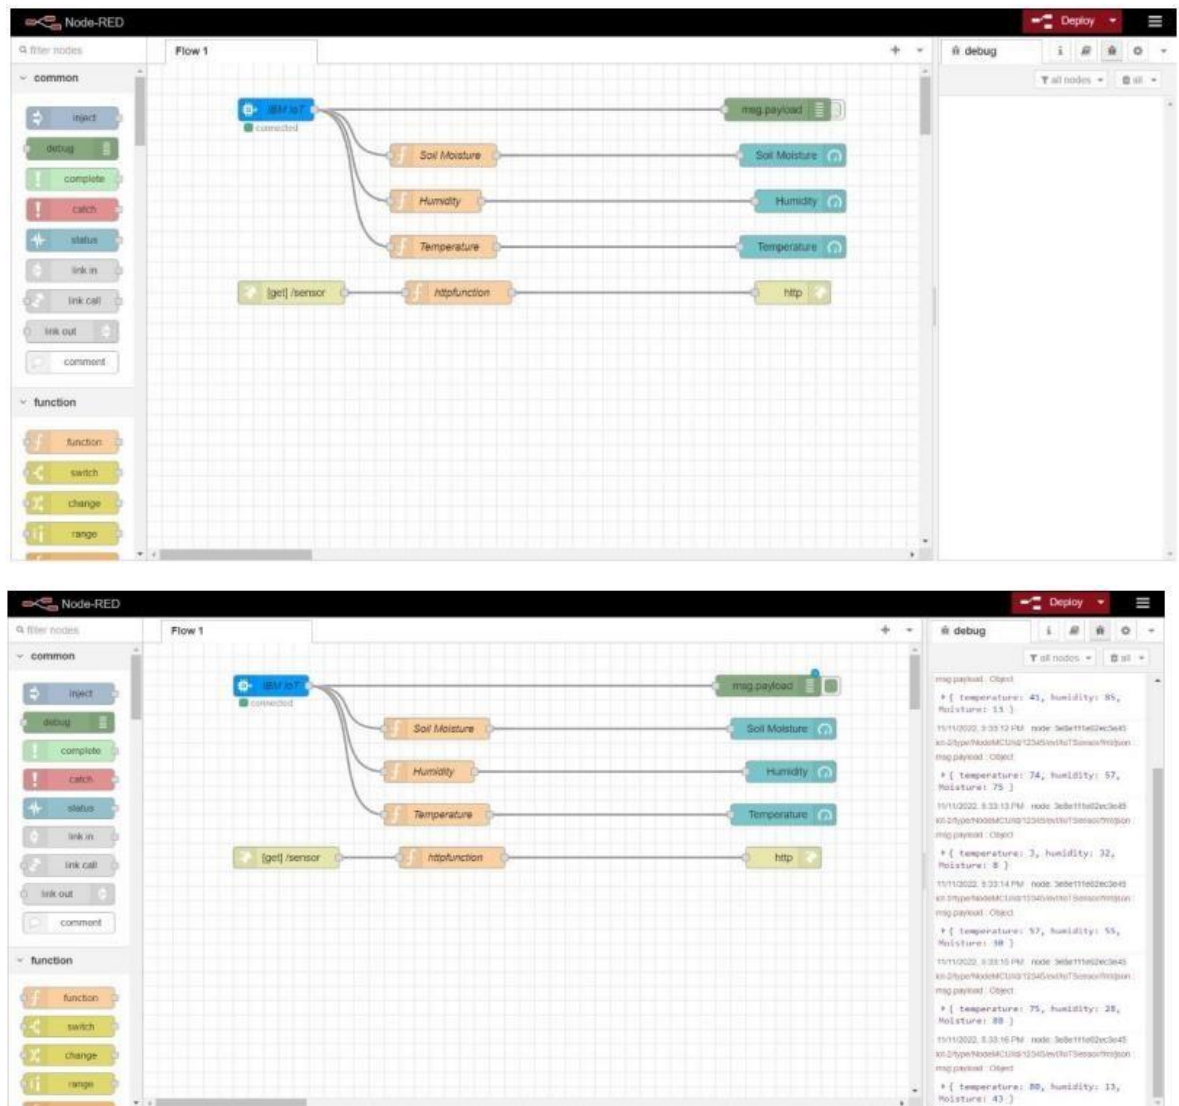 Node-RED
Deploy
filter nodes
Flow 1
debug
all nodes
all
common
inject
debug
complete
catch
status
link in
link call
link out
comment
function
function
switch
change
range
IBM IoT
connected
msg.payload
Soil Moisture
Soil Moisture
Humidity
Humidity
Temperature
Temperature
[get] /sensor
httpfunction
http
Node-RED
Deploy
filter nodes
Flow 1
debug
all nodes
all
common
inject
debug
complete
catch
status
link in
link call
link out
comment
function
function
switch
change
range
IBM IoT
connected
msg.payload
Soil Moisture
Soil Moisture
Humidity
Humidity
Temperature
Temperature
[get] /sensor
httpfunction
http
msg.payload : Object
{ temperature: 41, humidity: 85,
Moisture: 13 }
msg.payload : Object
{ temperature: 74, humidity: 57,
Moisture: 75 }
msg.payload : Object
{ temperature: 3, humidity: 32,
Moisture: 8 }
msg.payload : Object
{ temperature: 57, humidity: 55,
msg.payload : Object
{ temperature: 75, humidity: 28,
msg.payload : Object
{ temperature: 80, humidity: 13,
Moisture: 43 }